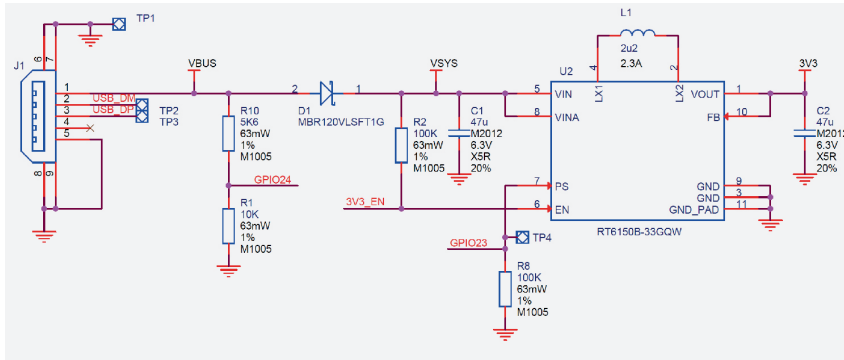 TP1
L1
J1
6
7
VBUS
VSYS
2u2
2.3A
U2
3V3
1
2
USB_DM
3
USB_DP
4
5
TP2
TP3
8
9
2
1
D1
MBR120VLSFT1G
R10
5K6
63mW
1%
M1005
GPIO24
R1
10K
63mW
1%
M1005
R2
100K
63mW
1%
M1005
C1
47u
M2012
6.3V
X5R
20%
3V3_EN
GPIO23
TP4
R8
100K
63mW
1%
M1005
4
2
LX1
LX2
5
VIN
8
VINA
7
PS
6
EN
VOUT
1
FB
10
GND
9
GND
3
GND_PAD
11
RT6150B-33GQW
C2
47u
M2012
6.3V
X5R
20%